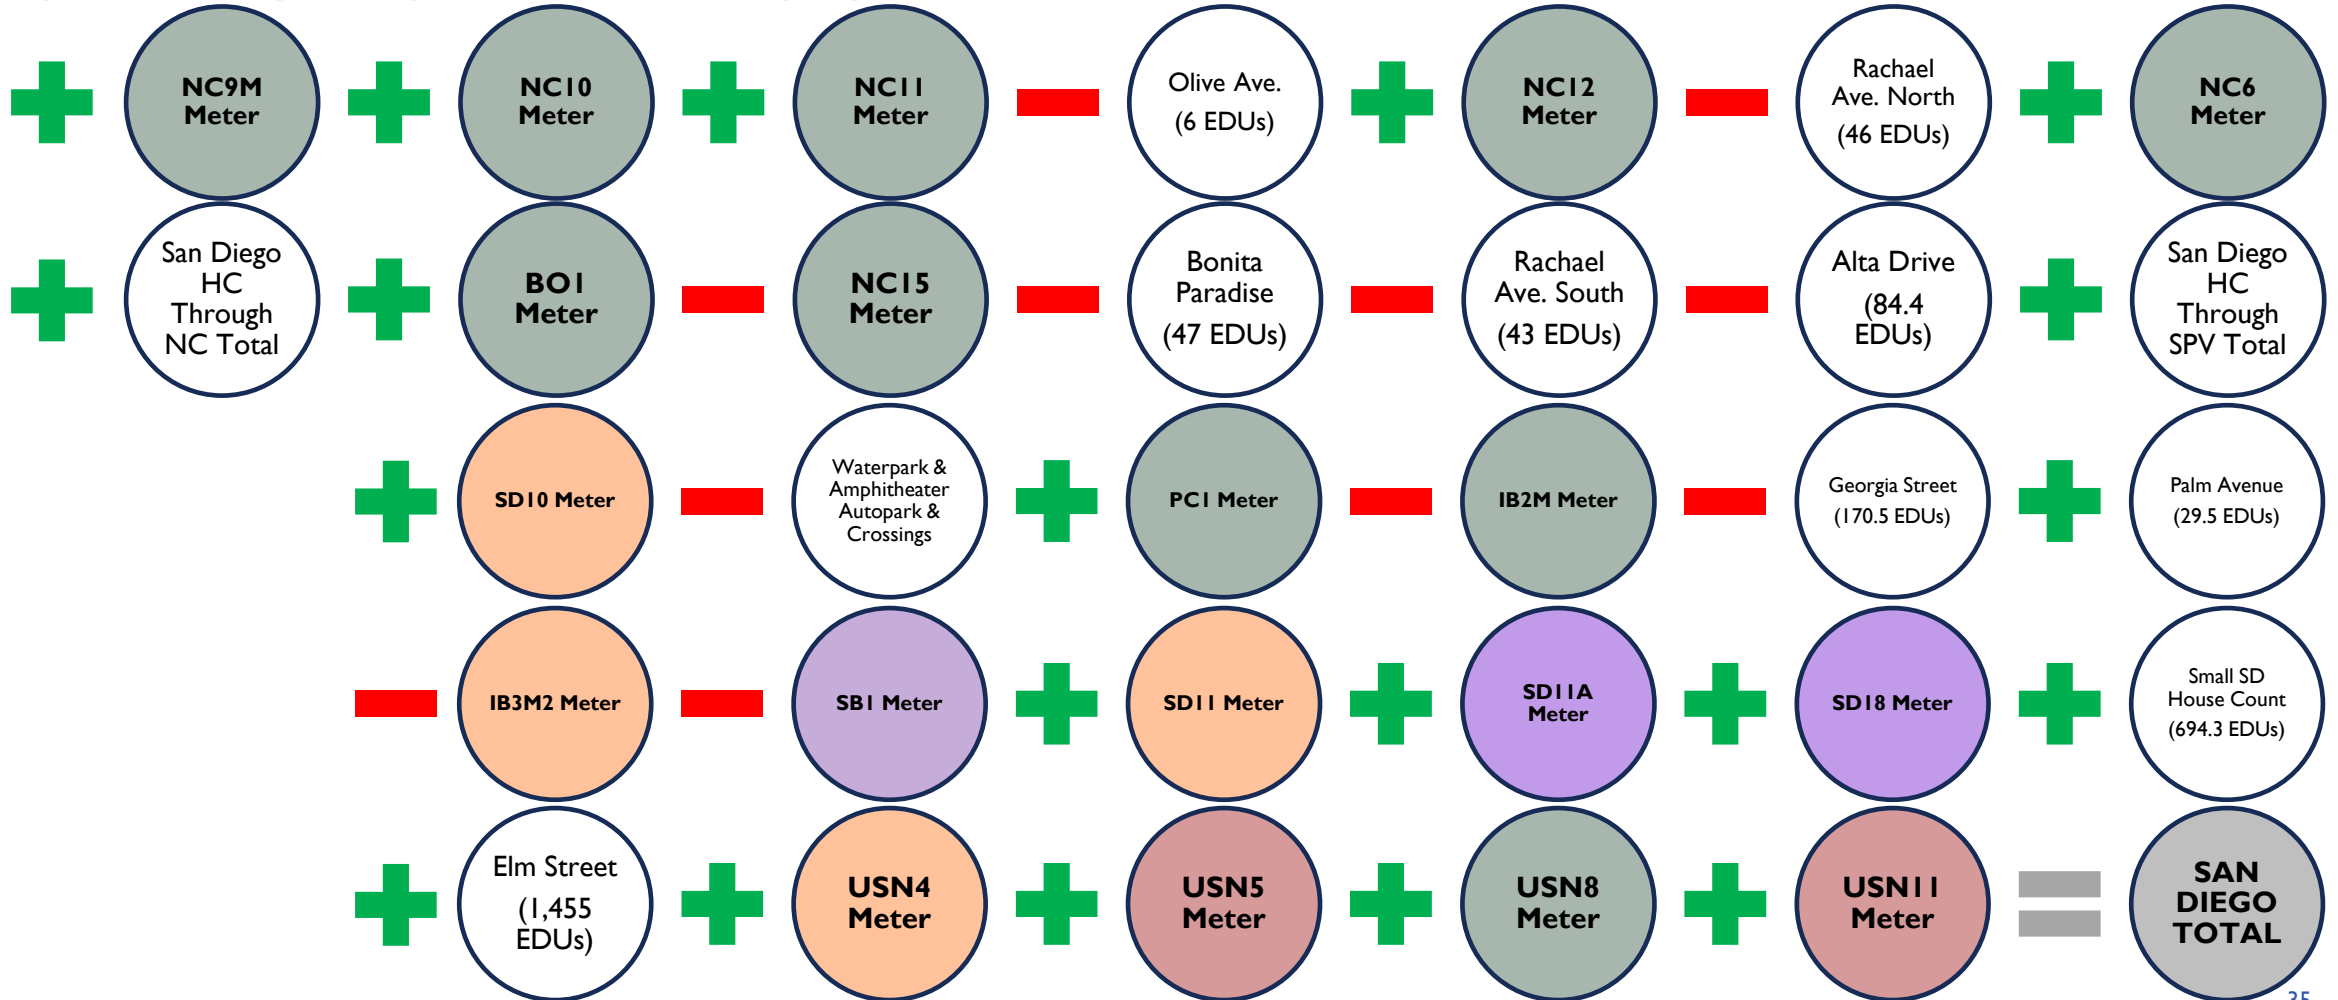 NC9M
Meter
NC10
Meter
NC11
Meter
Olive Ave.
(6 EDUs)
NC12
Meter
Rachael
Ave. North
(46 EDUs)
NC6
Meter
San Diego
HC
Through
NC Total
BO1
Meter
NC15
Meter
Bonita
Paradise
(47 EDUs)
Rachael
Ave. South
(43 EDUs)
Alta Drive
(84.4
EDUs)
San Diego
HC
Through
SPV Total
SD10 Meter
Waterpark &
Amphitheater
Autopark &
Crossings
PC1 Meter
IB2M Meter
Georgia Street
(170.5 EDUs)
Palm Avenue
(29.5 EDUs)
IB3M2 Meter
SB1 Meter
SD11 Meter
SD11A
Meter
SD18 Meter
Small SD
House Count
(694.3 EDUs)
Elm Street
(1,455
EDUs)
USN4
Meter
USN5
Meter
USN8
Meter
USN11
Meter
SAN
DIEGO
TOTAL
35